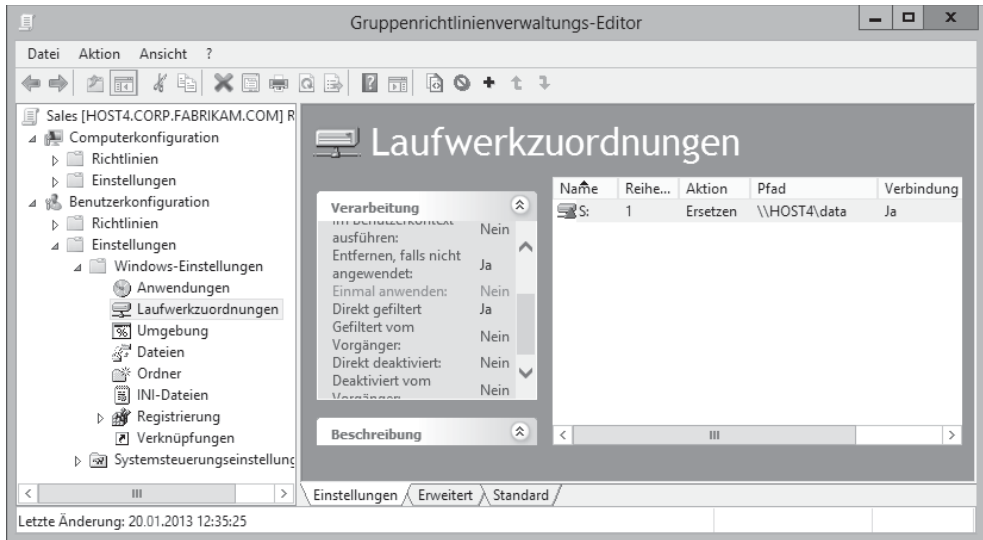 Gruppenrichtlinienverwaltungs-Editor
Datei Aktion Ansicht ?
Sales [HOST4.CORP.FABRIKAM.COM] R
Computerkonfiguration
Richtlinien
Einstellungen
Benutzerkonfiguration
Richtlinien
Einstellungen
Windows-Einstellungen
Anwendungen
Laufwerkzuordnungen
Umgebung
Dateien
Ordner
INI-Dateien
Registrierung
Verknüpfungen
Systemsteuerungseinstellung
Laufwerkzuordnungen
Verarbeitung
im Benutzerkontext
ausführen: Nein
Entfernen, falls nicht
angewendet: Ja
Einmal anwenden: Nein
Direkt gefiltert Ja
Gefiltert vom
Vorgänger: Nein
Direkt deaktiviert: Nein
Deaktiviert vom
Vorgänger: Nein
Beschreibung
Name Reihe... Aktion Pfad Verbindung
S: 1 Ersetzen \\HOST4\data Ja
Einstellungen Erweitert Standard
Letzte Änderung: 20.01.2013 12:35:25